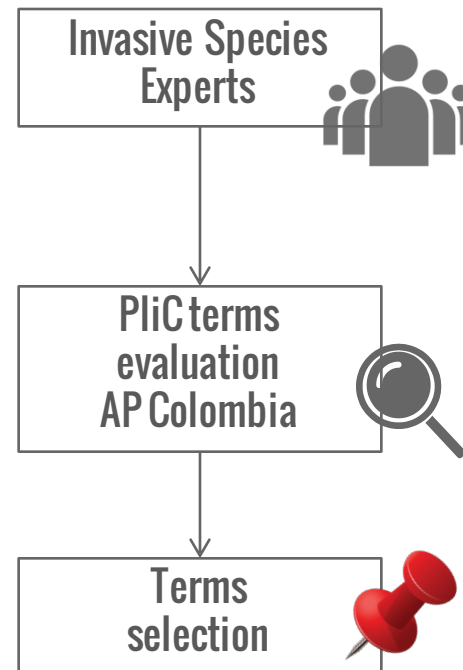 Invasive Species
Experts
PliC terms
evaluation
AP Colombia
Terms
selection